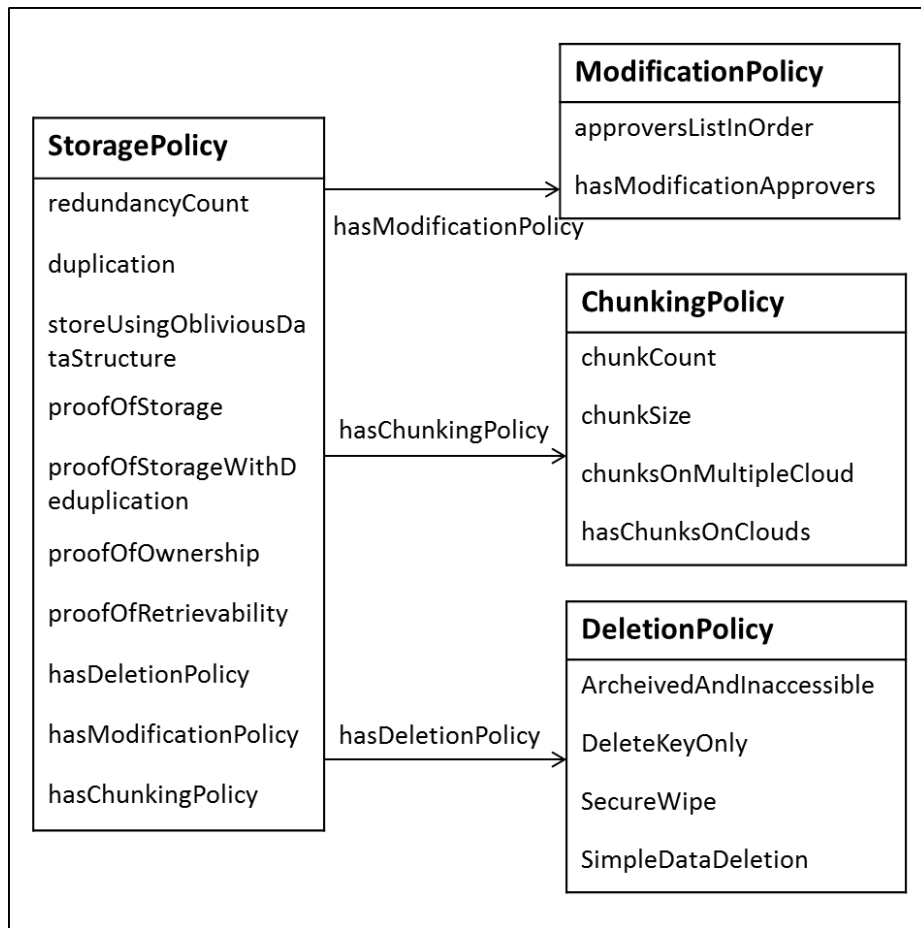 StoragePolicy
redundancyCount
duplication
storeUsingObliviousDa
taStructure
proofOfStorage
proofOfStorageWithD
eduplication
proofOfOwnership
proofOfRetrievability
hasDeletionPolicy
hasModificationPolicy
hasChunkingPolicy
hasModificationPolicy
hasChunkingPolicy
hasDeletionPolicy
ModificationPolicy
approversListInOrder
hasModificationApprovers
ChunkingPolicy
chunkCount
chunkSize
chunksOnMultipleCloud
hasChunksOnClouds
DeletionPolicy
ArcheivedAndInaccessible
DeleteKeyOnly
SecureWipe
SimpleDataDeletion